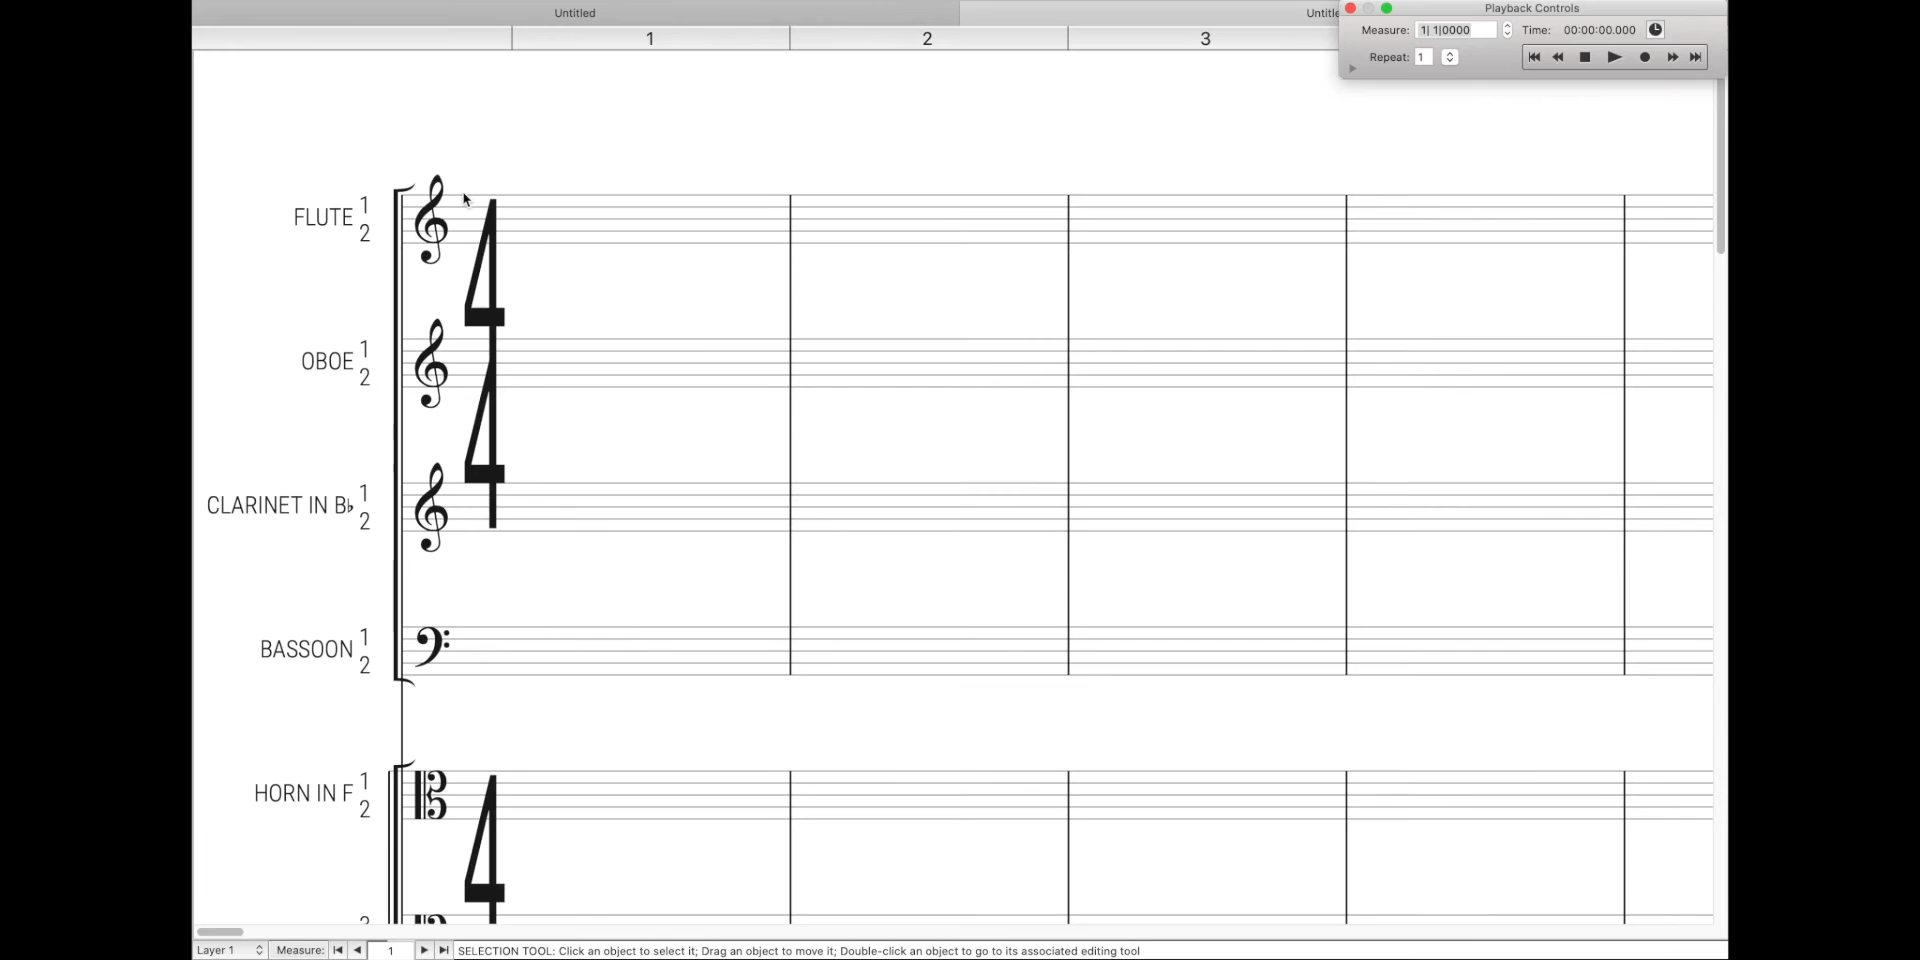 Untitled
Untitle
Playback Controls
Measure: 1| 1|0000 Time: 00:00:00.000
Repeat: 1
1 2 3
FLUTE 1
2
4
4
OBOE 1
2
CLARINET IN B♭ 1
2
BASSOON 1
2
HORN IN F 1
2
4
Layer 1 Measure: 1 SELECTION TOOL: Click an object to select it; Drag an object to move it; Double-click an object to go to its associated editing tool